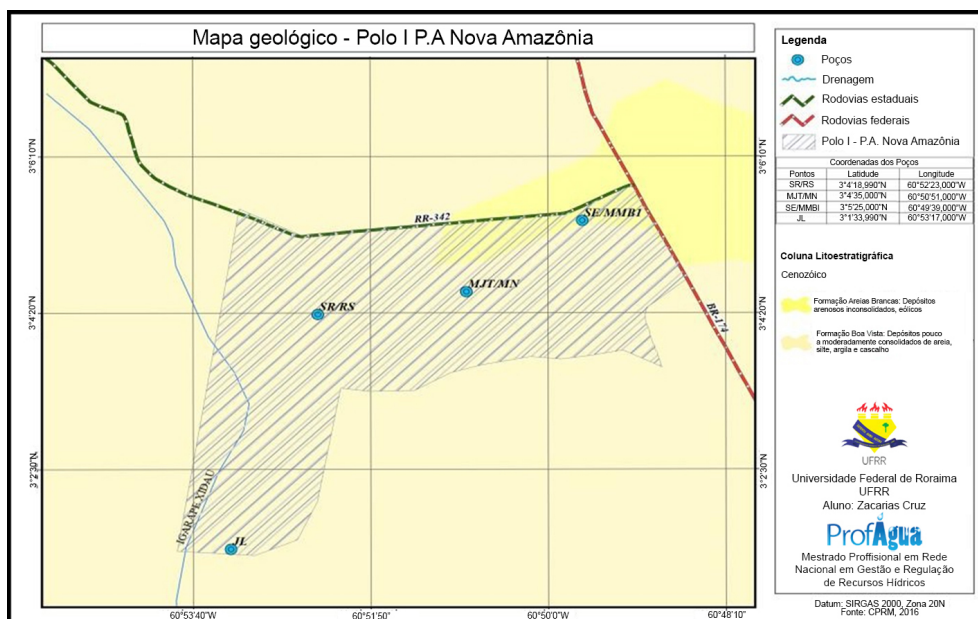 Mapa geológico - Polo I P.A Nova Amazônia
RR-342
SE/MMB1
MJT/MN
SR/RS
JL
BR-174
IGARAPE XIDAU
3°6'10"N
3°4'20"N
3°2'30"N
3°6'10"N
3°4'20"N
3°2'30"N
60°53'40"W
60°51'50"W
60°50'0"W
60°48'10"W
Legenda
Poços
Drenagem
Rodovias estaduais
Rodovias federais
Polo I - P.A. Nova Amazônia
Coordenadas dos Poços
Pontos Latidude Longitude
SR/RS 3°4'18,990"N 60°52'23,000"W
MJT/MN 3°4'35,000"N 60°50'51,000"W
SE/MMBI 3°5'25,000"N 60°49'39,000"W
JL 3°1'33,990"N 60°53'17,000"W
Coluna Litoestratigráfica
Cenozóico
Formação Areias Brancas: Depósitos
arenosos inconsolidados, eólicos
Formação Boa Vista: Depósitos pouco
a moderadamente consolidados de areia,
silte, argila e cascalho
UFRR
Universidade Federal de Roraima
UFRR
Aluno: Zacarias Cruz
ProfÁgua
Mestrado Proffisional em Rede
Nacional em Gestão e Regulação
de Recursos Hídricos
Datum: SIRGAS 2000, Zona 20N
Fonte: CPRM, 2016